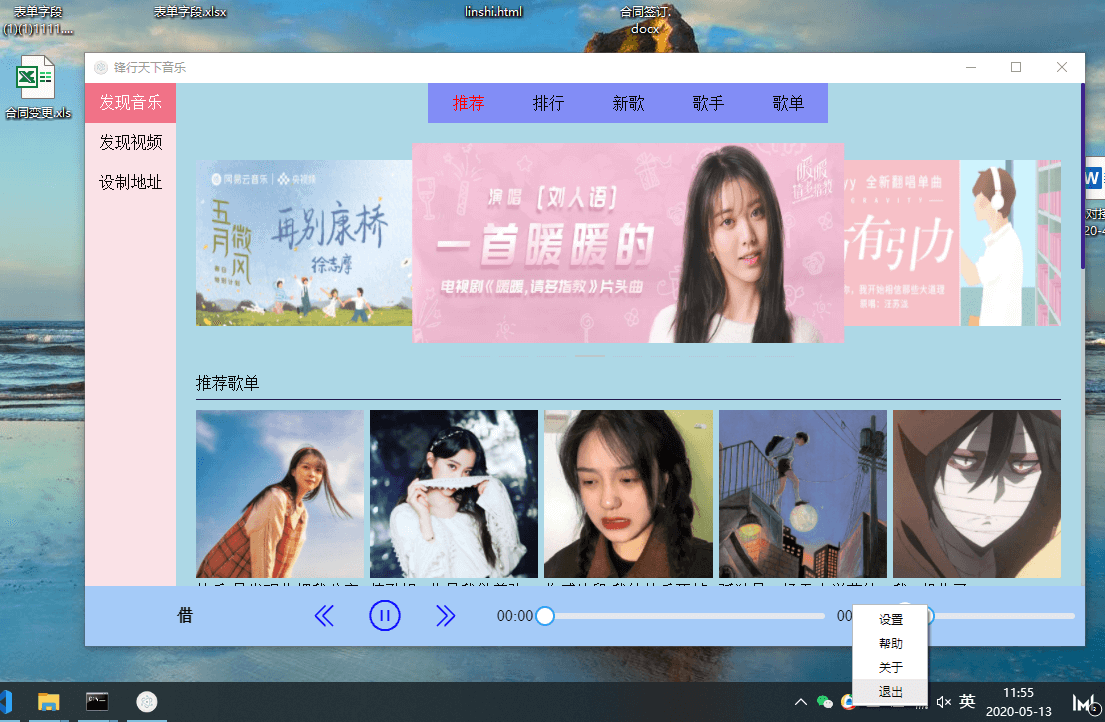 表单字段
(1)(1)1111....
表单字段.xlsx
linshi.html
合同签订.
docx
合同变更.xls
锋行天下音乐
发现音乐
发现视频
设制地址
推荐
排行
新歌
歌手
歌单
网易云音乐 | 央视频
五月微风
再别康桥
徐志摩
演唱 [刘人语]
一首暖暖的
电视剧《暖暖,请多指教》片头曲
全新翻唱单曲
有引力
推荐歌单
借
00:00
00
设置
帮助
关于
退出
W
英
11:55
2020-05-13